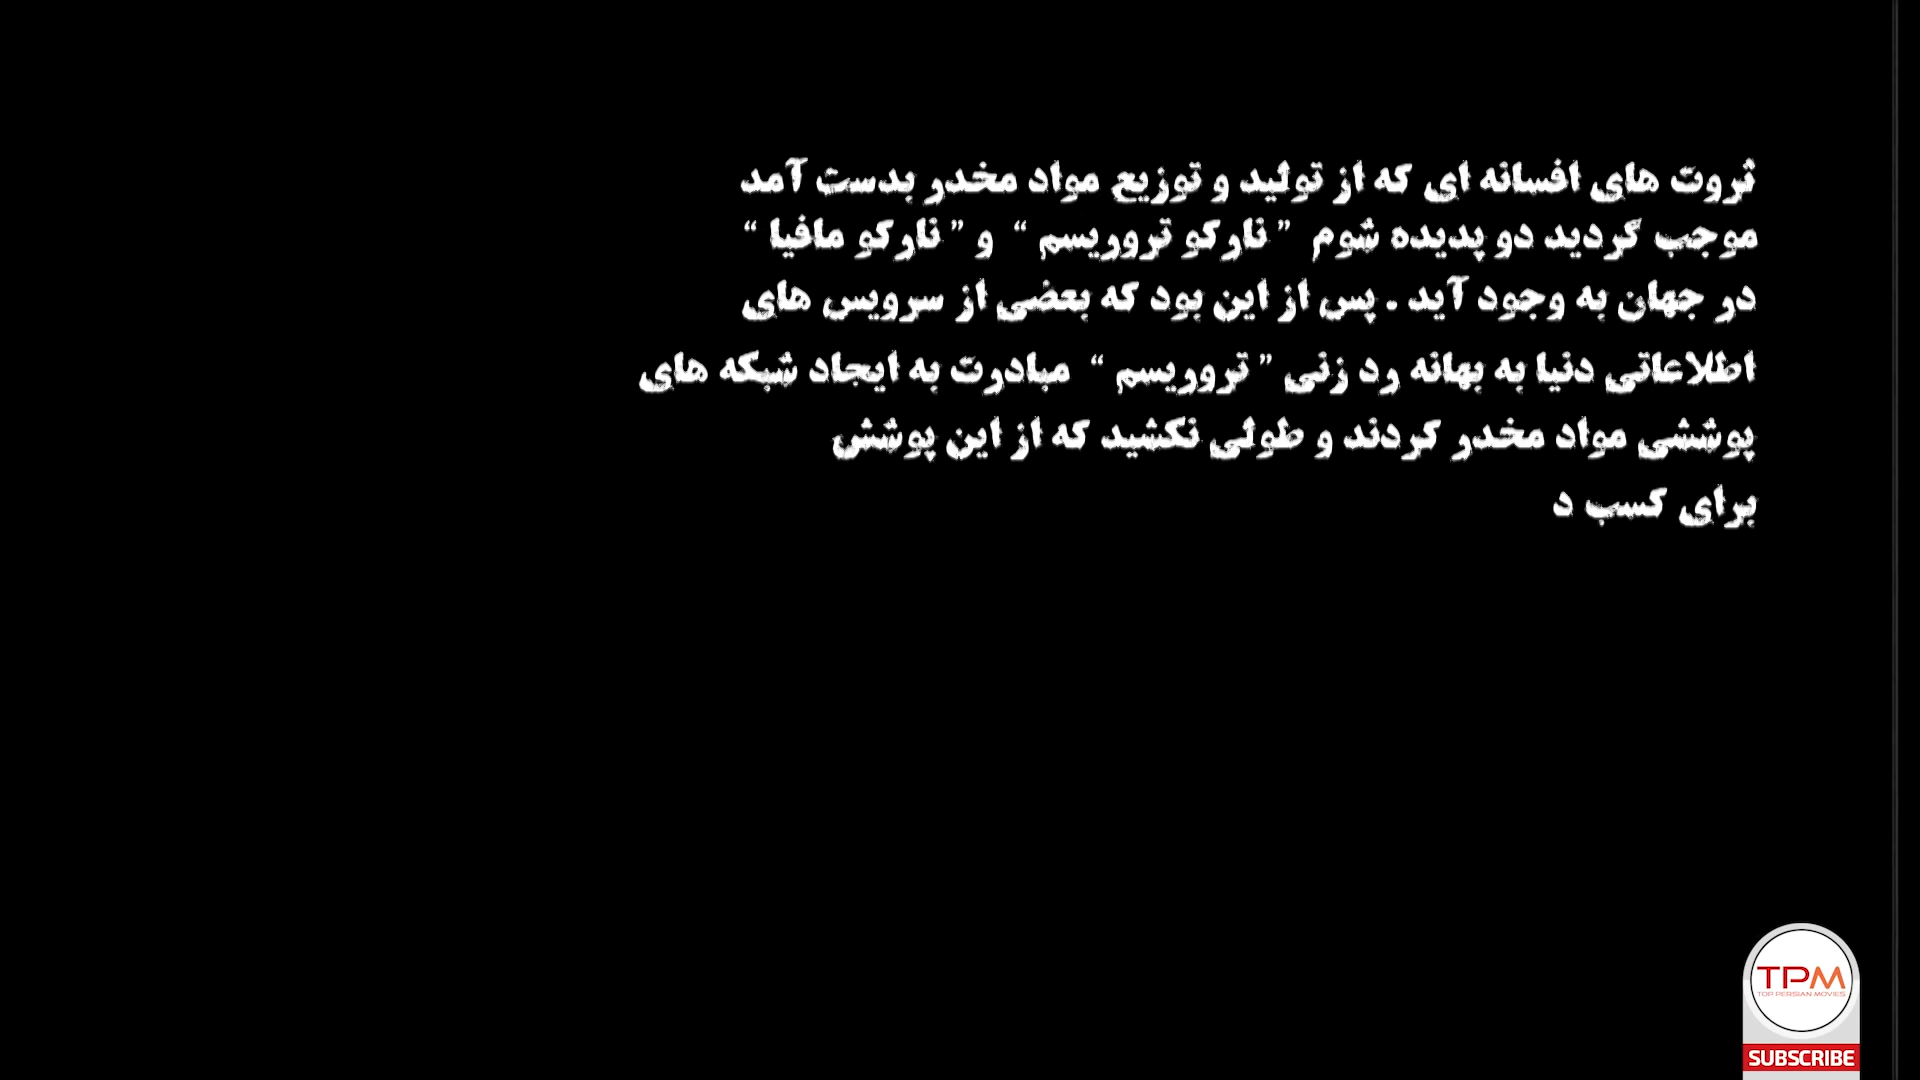 ثروت های افسانه ای که از تولید و توزیع مواد مخدر بدست آمد
موجب گردید دو پدیده شوم " نارکو تروریسم " و " نارکو مافیا "
در جهان به وجود آید . پس از این بود که بعضی از سرویس های
اطلاعاتی دنیا به بهانه رد زنی " تروریسم " مبادرت به ایجاد شبکه های
پوششی مواد مخدر کردند و طولی نکشید که از این پوشش
برای کسب د
TPM
TOP PERSIAN MOVIES
SUBSCRIBE